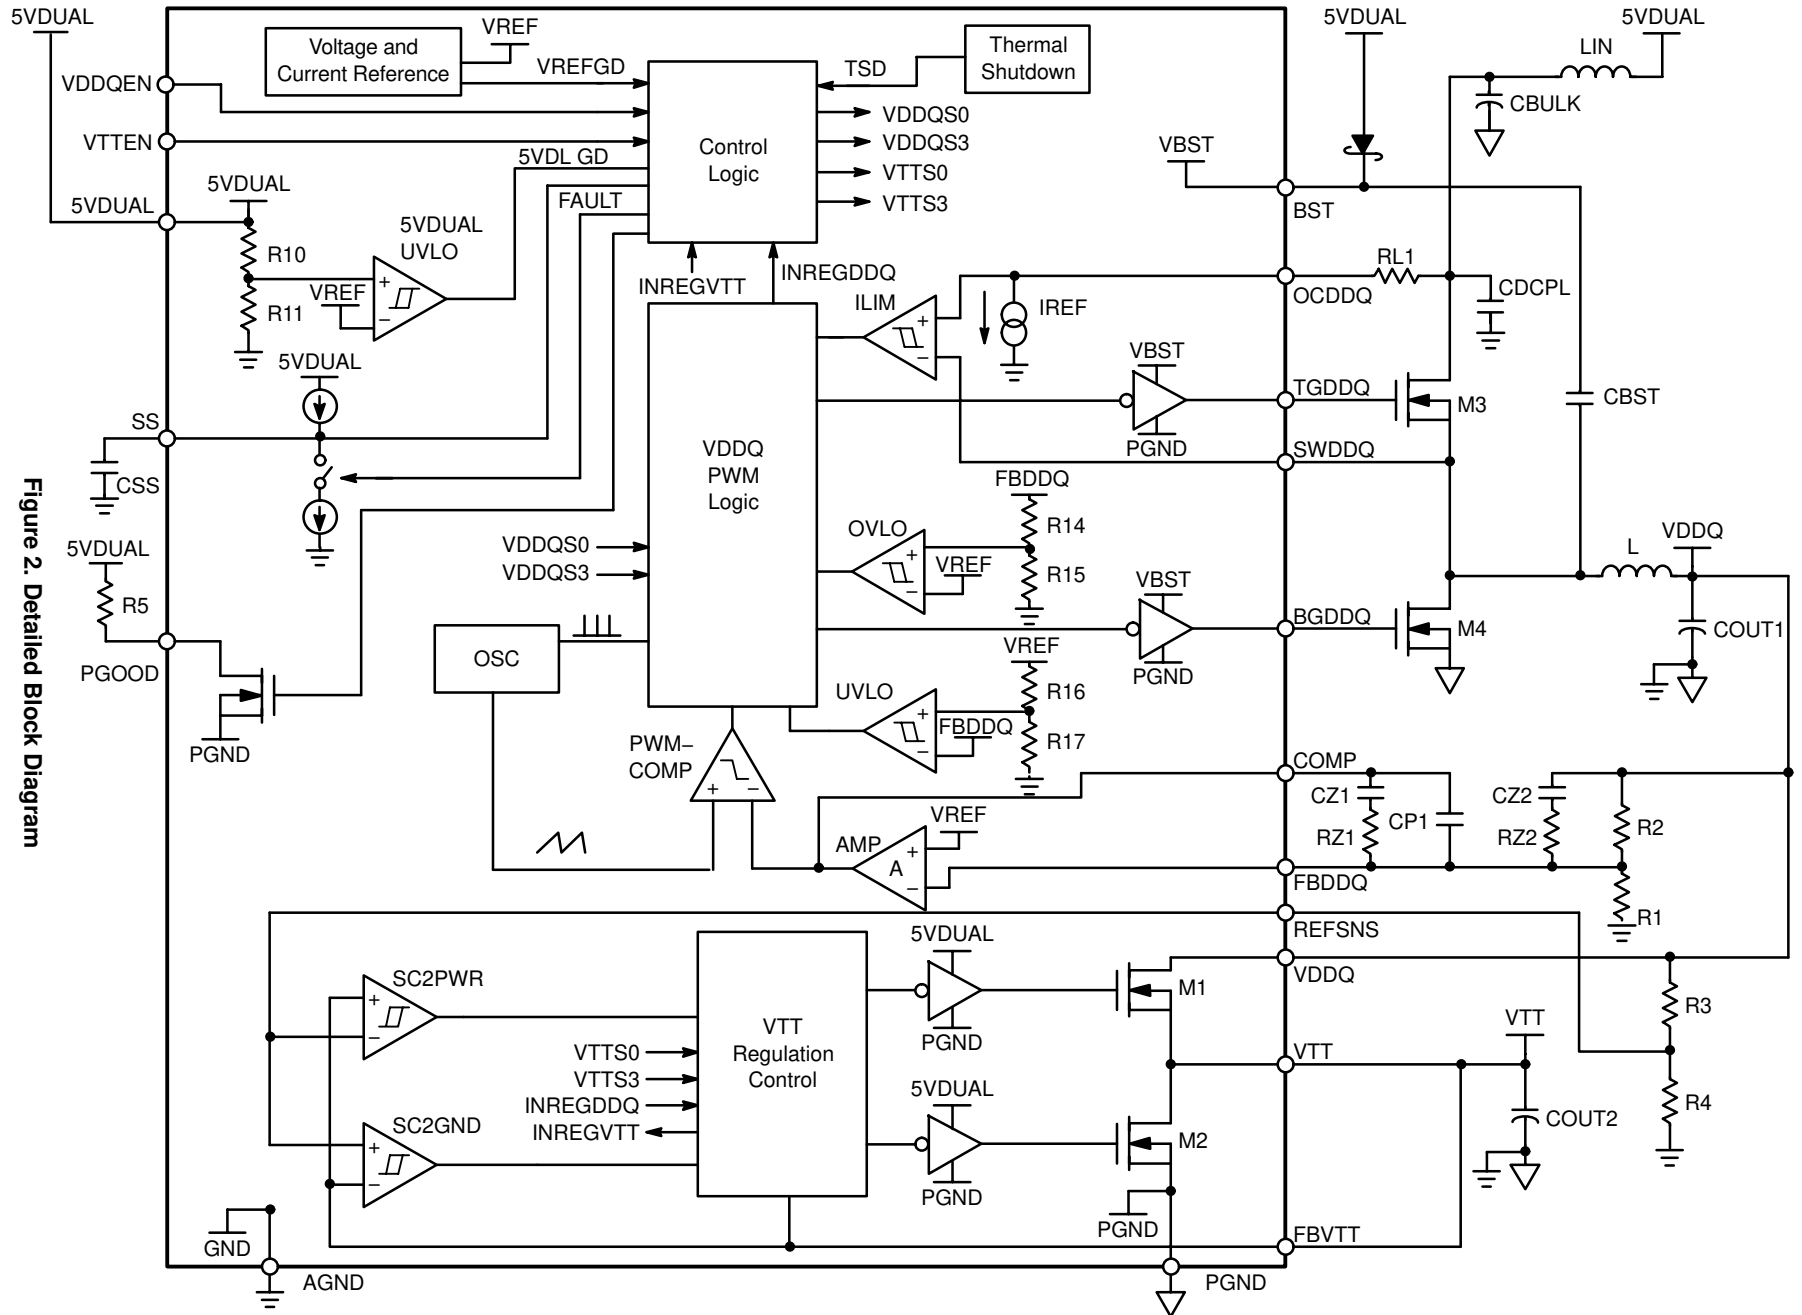 5VDUAL
5VDUAL
5VDUAL
Voltage and
Current Reference
VREF
VREFGD
Thermal
Shutdown
TSD
LIN
CBULK
VDDQEN
VTTEN
5VDUAL
5VDUAL
Control
Logic
VDDQS0
VDDQS3
VTTS0
VTTS3
VBST
BST
5VDL GD
FAULT
5VDUAL
UVLO
R10
R11
VREF
+
−
INREGVTT
INREGDDQ
ILIM
+
−
IREF
OCDDQ
RL1
CDCPL
5VDUAL
VBST
PGND
TGDDQ
M3
CBST
SS
CSS
VDDQ
PWM
Logic
SWDDQ
FBDDQ
R14
R15
OVLO
+
−
VREF
VDDQS0
VDDQS3
5VDUAL
R5
PGOOD
PGND
OSC
VBST
PGND
BGDDQ
M4
L
VDDQ
COUT1
VREF
R16
R17
UVLO
+
−
FBDDQ
PWM−
COMP
+
−
COMP
CZ1
RZ1
CP1
CZ2
RZ2
R2
AMP
A
+
−
VREF
FBDDQ
R1
REFSNS
VDDQ
SC2PWR
+
−
VTT
Regulation
Control
5VDUAL
PGND
M1
R3
VTTS0
VTTS3
INREGDDQ
INREGVTT
VTT
VTT
SC2GND
+
−
5VDUAL
PGND
M2
COUT2
R4
PGND
GND
AGND
FBVTT
PGND
Figure 2. Detailed Block Diagram